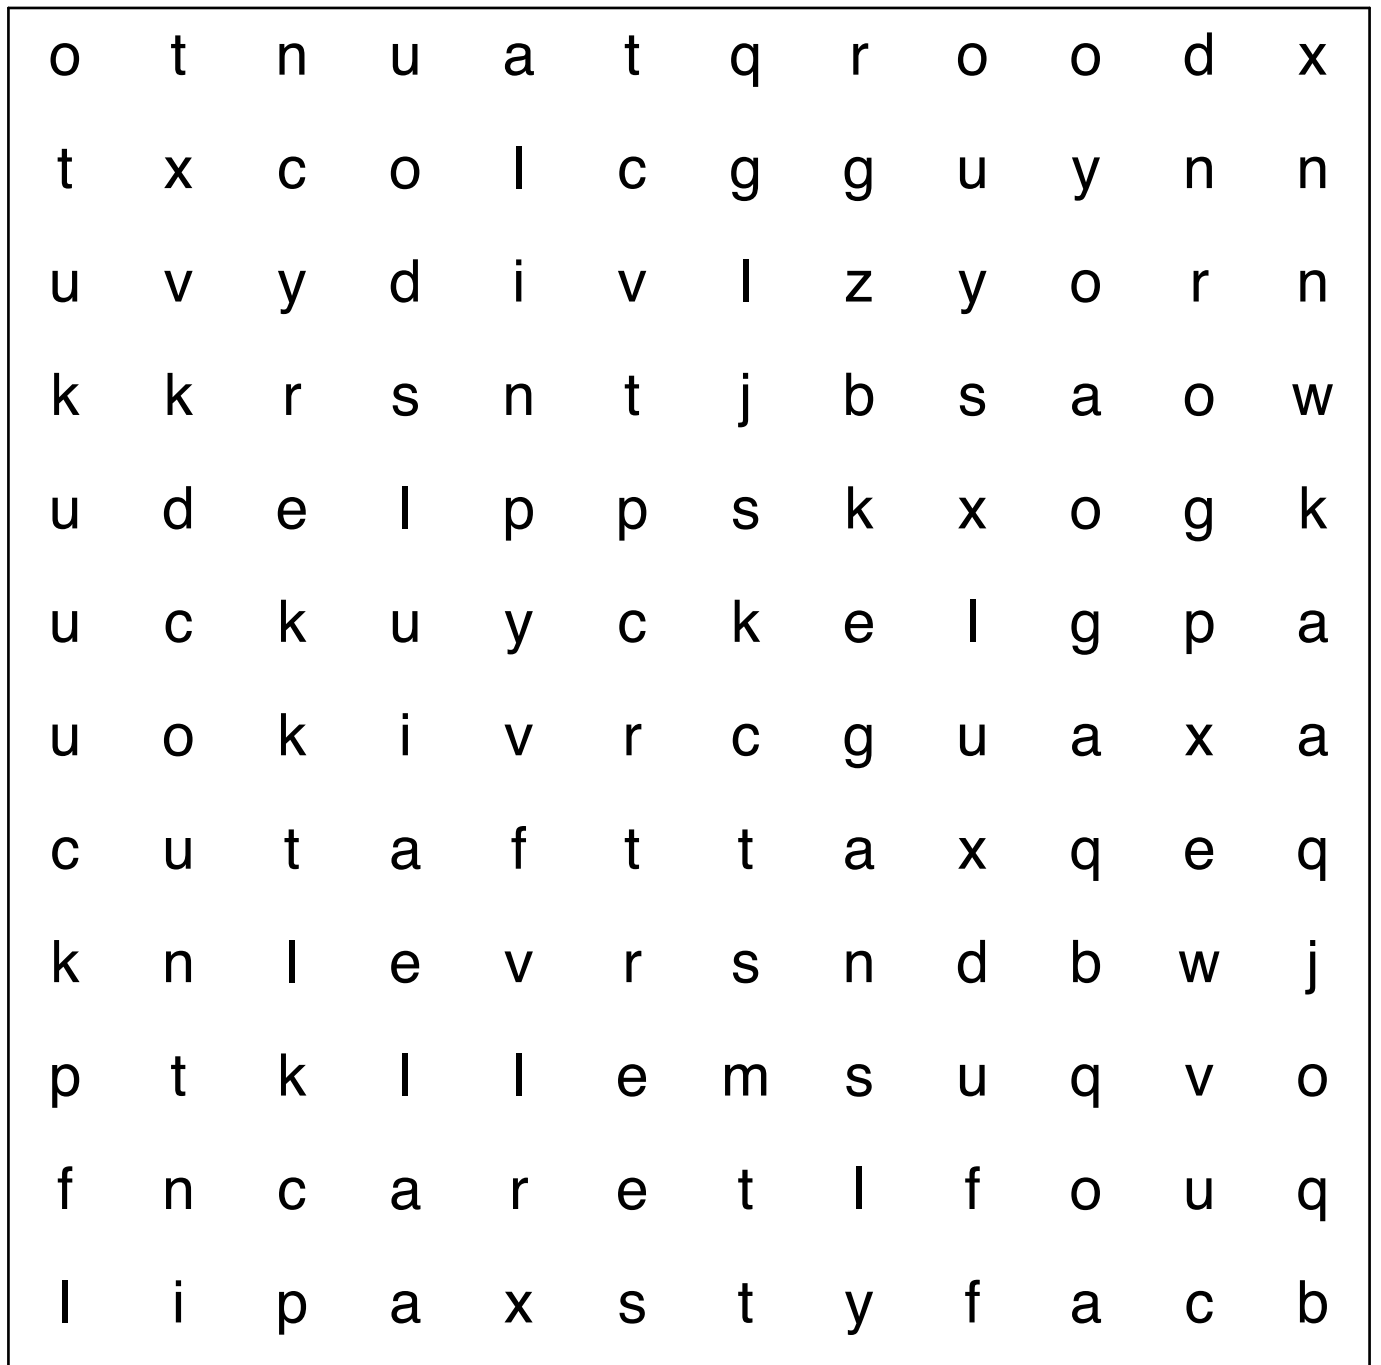 o t n u a t q r o o d x
t x c o l c g g u y n n
u v y d i v l z y o r n
k k r s n t j b s a o w
u d e l p p s k x o g k
u c k u y c k e l g p a
u o k i v r c g u a x a
c u t a f t t a x q e q
k n l e v r s n d b w j
p t k l l e m s u q v o
f n c a r e t l f o u q
l i p a x s t y f a c b